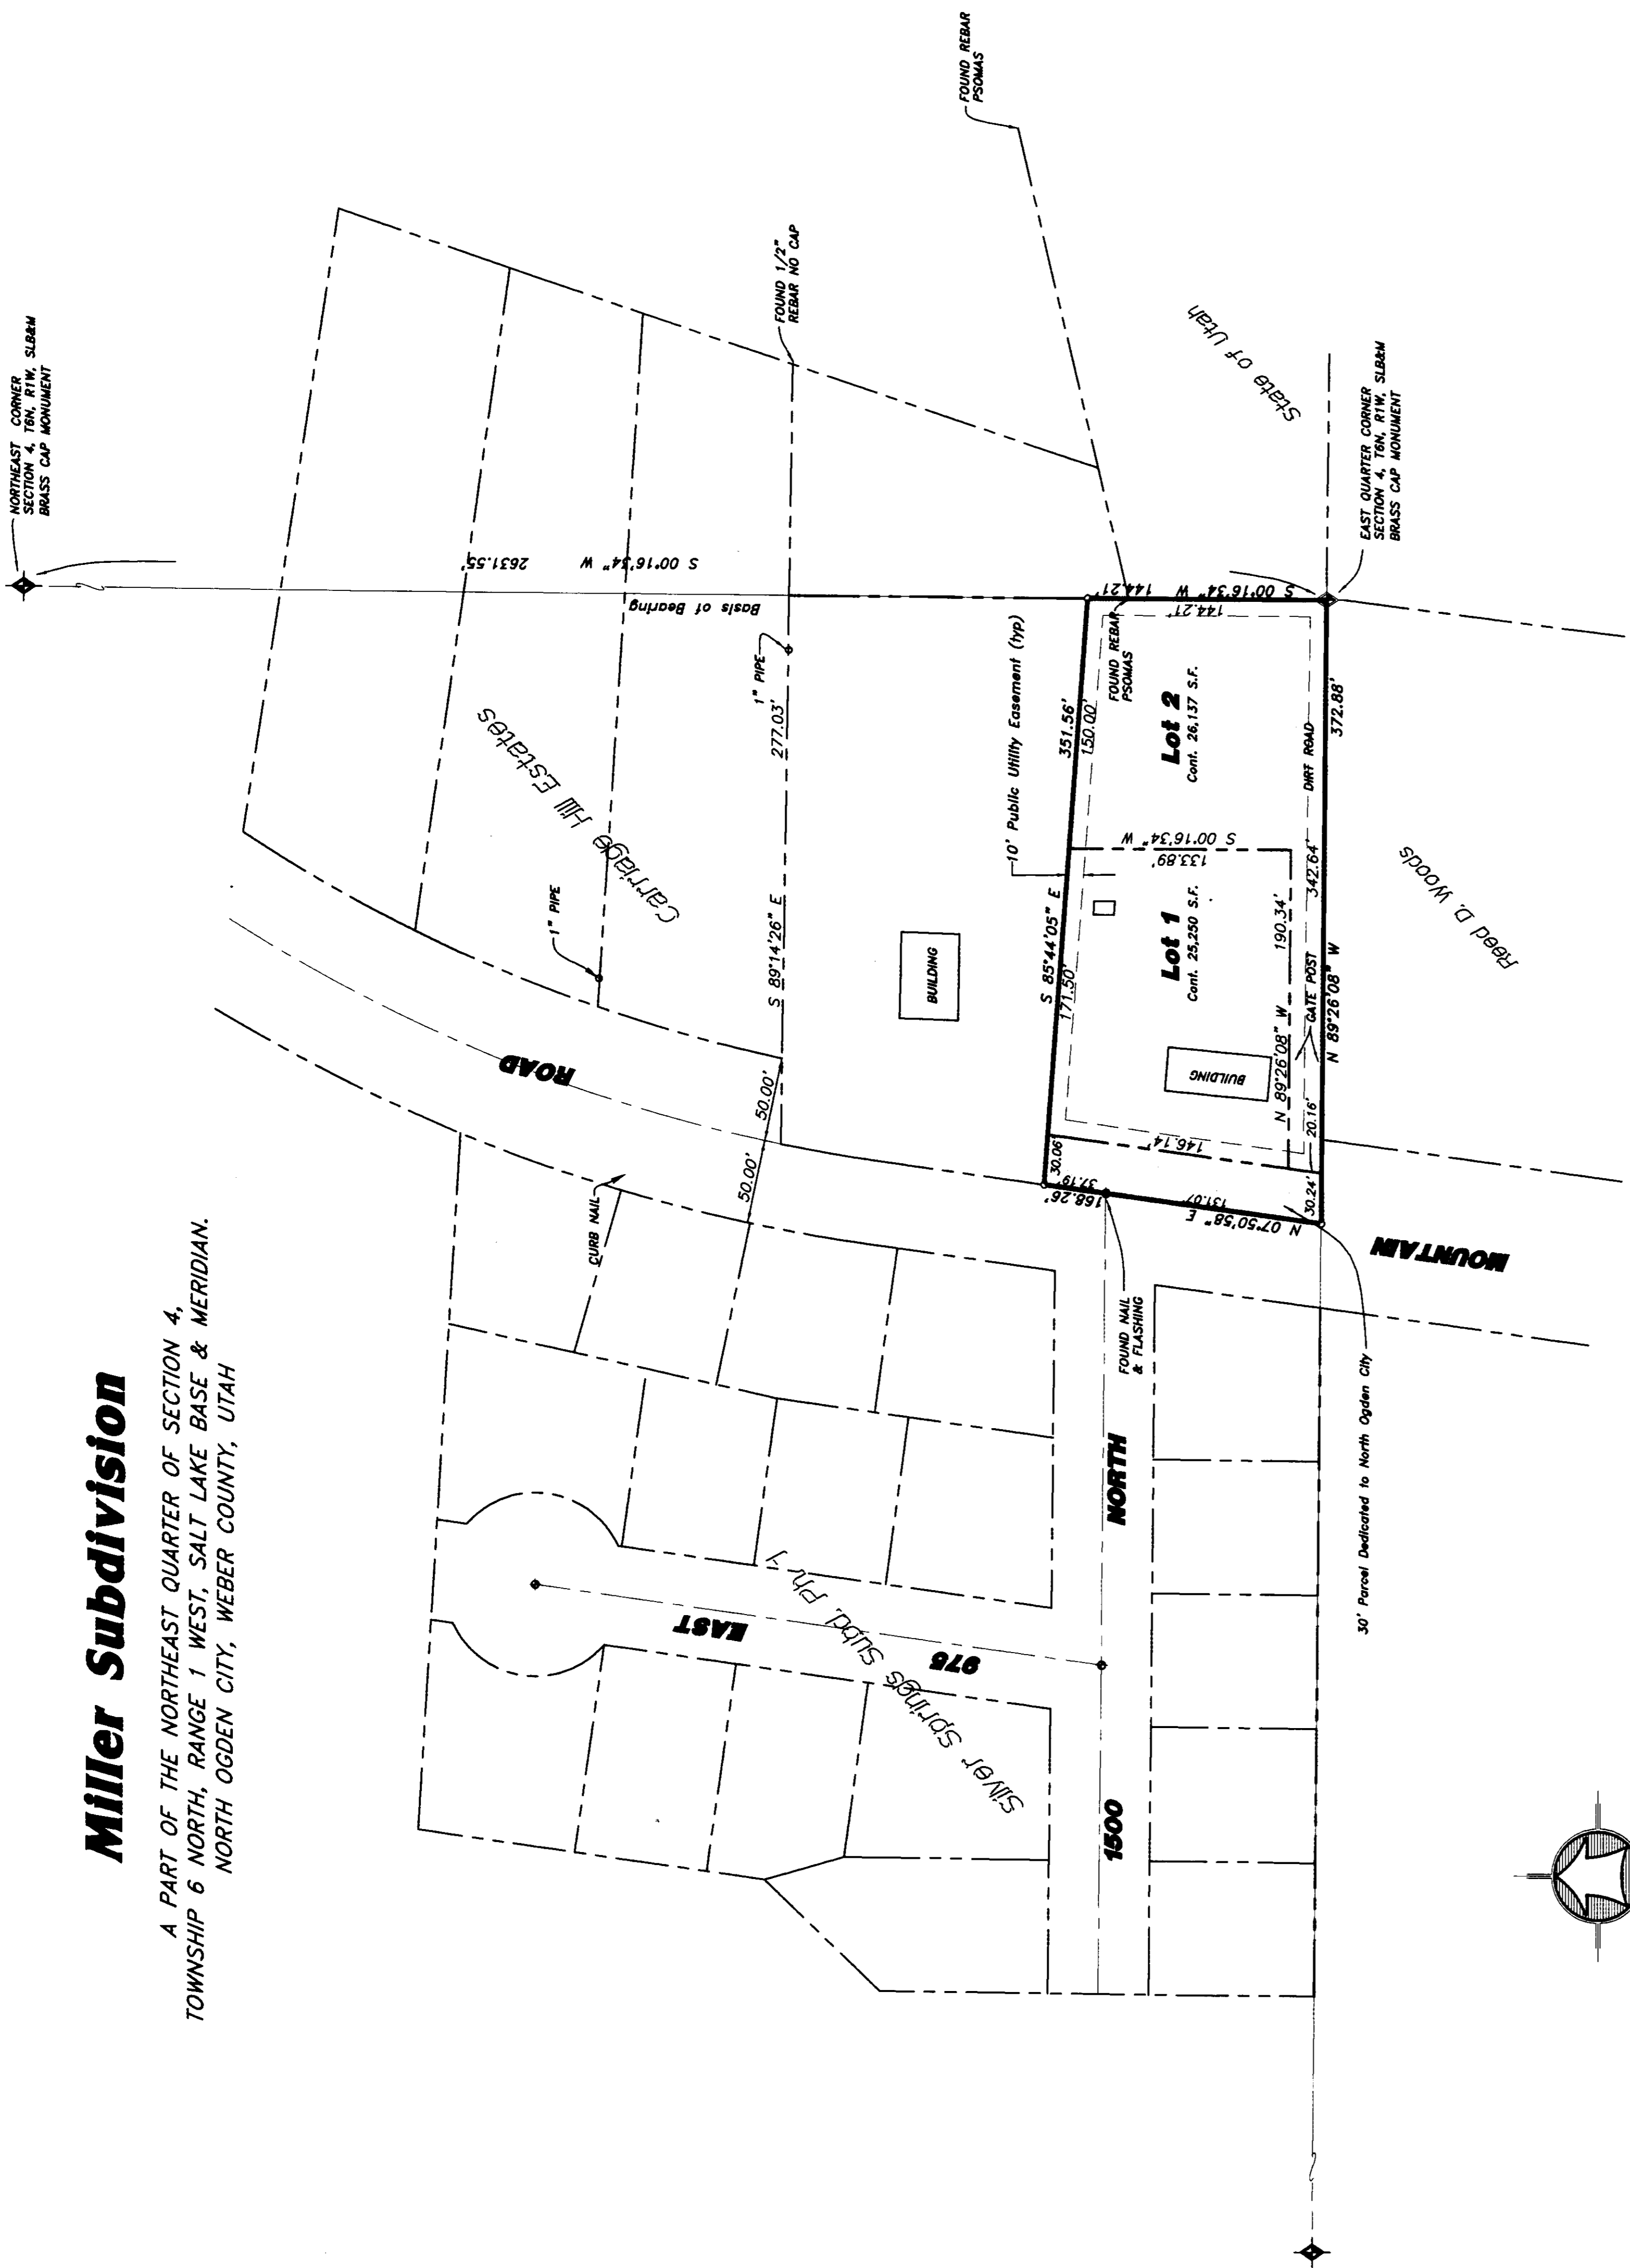 Miller Subdivision
A PART OF THE NORTHEAST QUARTER OF SECTION 4,
TOWNSHIP 6 NORTH, RANGE 1 WEST, SALT LAKE BASE & MERIDIAN.
NORTH OGDEN CITY, WEBER COUNTY, UTAH
NORTHEAST CORNER
SECTION 4, T6N, R1W, SLB&M
BRASS CAP MONUMENT
S 00°16'34" W 2631.55'
Basis of Bearing
Carriage Hill Estates
1" PIPE
1" PIPE
277.03'
S 89°14'26" E
FOUND 1/2"
REBAR NO CAP
FOUND REBAR
PSOMAS
State of Utah
ROAD
50.00'
50.00'
CURB NAIL
BUILDING
10' Public Utility Easement (typ)
351.56'
S 85°44'05" E
150.00'
171.50'
FOUND REBAR
PSOMAS
S 00°16'34" W 144.21'
144.21'
Lot 2
Cont. 26,137 S.F.
S 00°16'34" W
133.89'
Lot 1
Cont. 25,250 S.F.
BUILDING
N 89°26'08" W 190.34'
GATE POST
342.64'
DIRT ROAD
20.16'
30.24'
N 89°26'08" W
372.88'
146.14'
30.06'
37.19'
168.26'
131.07'
N 07°50'58" E
EAST QUARTER CORNER
SECTION 4, T6N, R1W, SLB&M
BRASS CAP MONUMENT
Reed D. Woods
MOUNTAIN
FOUND NAIL
& FLASHING
30' Parcel Dedicated to North Ogden City
1500 NORTH
975 EAST
Silver Springs Subd. Ph 1